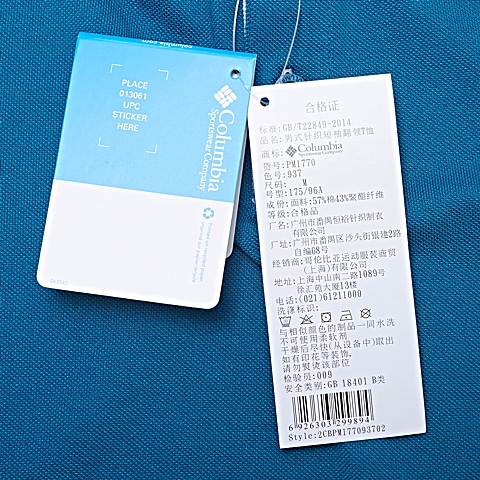 columbia.com
PLACE
013061
UPC
STICKER
HERE
Columbia
Sportswear Company
合格证
标准:GB/T22849-2014
品名:男式针织短袖翻领T恤
商标:Columbia
Sportswear Company
货号:PM1770
色号:937
尺码: M
号型:175/96A
成份:面料:57%棉43%聚酯纤维
等级:合格品
厂名:广州市番禺恒裕针织制衣
有限公司
厂址:广州市番禺区沙头街银建2路
自编68号
经销商:哥伦比亚运动服装商贸
(上海)有限公司
地址:上海中山南二路1089号
徐汇苑大厦13楼
电话:(021)61211000
洗涤标识:
与相似颜色的制品一同水洗
不可使用柔软剂
干燥后尽快(从设备中)取出
如有印花等装饰,
请勿熨烫该部位
检验员:009
安全类别:GB 18401 B类
6926303299894
Style:2CBPM177093702